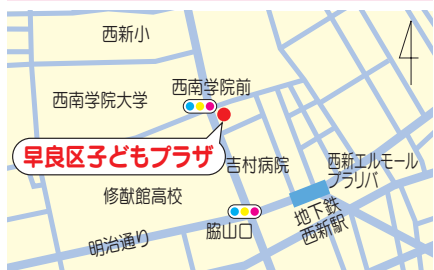 西新小
西南学院大学
西南学院前
早良区子どもプラザ
吉村病院
西新エルモール
プラリバ
修猷館高校
地下鉄
西新駅
脇山口
明治通り
4